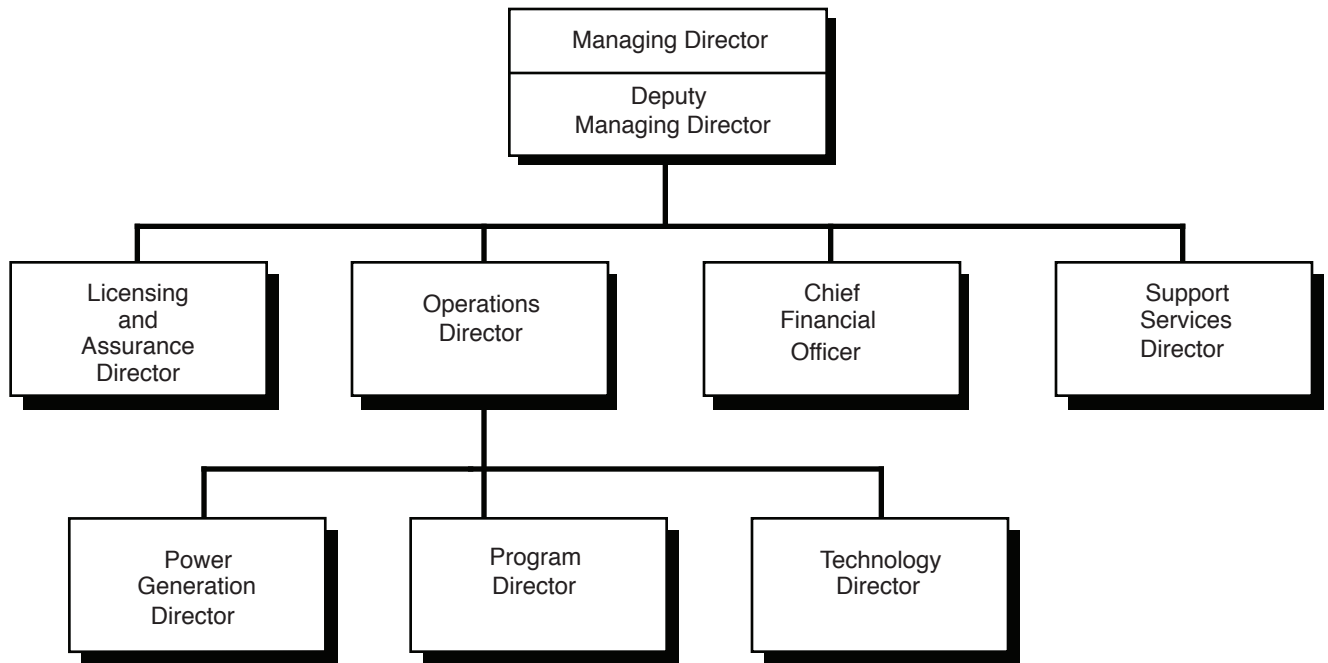 Managing Director
Deputy
Managing Director
Licensing
and
Assurance
Director
Operations
Director
Chief
Financial
Officer
Support
Services
Director
Power
Generation
Director
Program
Director
Technology
Director